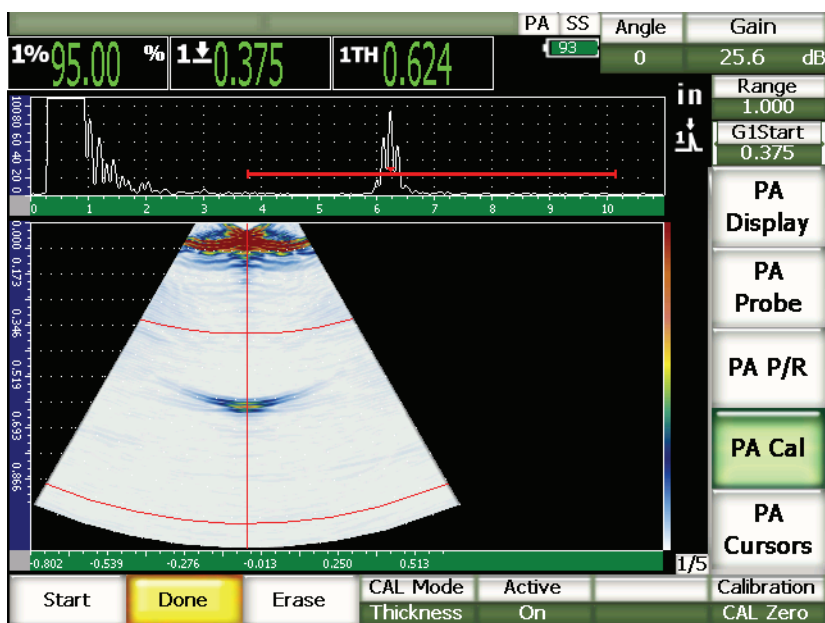 PA SS Angle Gain
93 0 25.6 dB
1% 95.00 % 1 0.375 1TH 0.624
Range
in 1.000
G1Start
1 0.375
100 80 60 40 20 0
0 1 2 3 4 5 6 7 8 9 10
PA
Display
PA
Probe
PA P/R
PA Cal
PA
Cursors
0.000 0.173 0.346 0.519 0.693 0.866
-0.802 -0.539 -0.276 -0.013 0.250 0.513
1/5
Start Done Erase CAL Mode Active Calibration
Thickness On CAL Zero